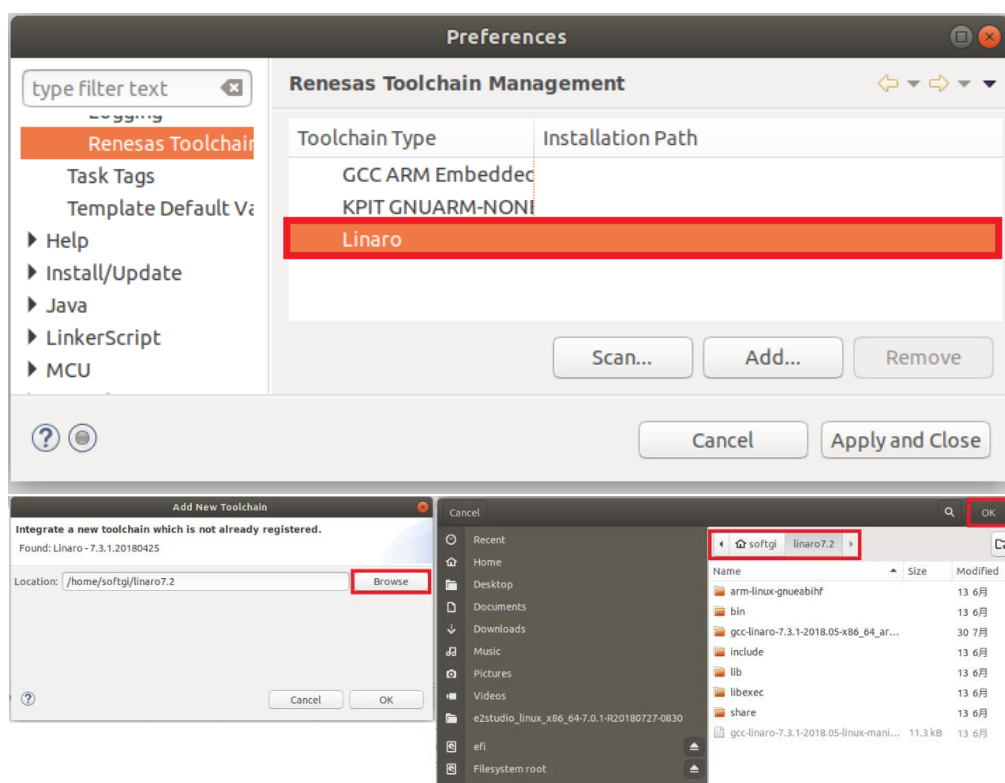 Preferences
type filter text
Renesas Toolchain Management
Logging
Renesas Toolchain
Task Tags
Template Default Va
Help
Install/Update
Java
LinkerScript
MCU
Toolchain Type Installation Path
GCC ARM Embedded
KPIT GNUARM-NONE
Linaro
Scan... Add... Remove
Cancel Apply and Close
Add New Toolchain
Integrate a new toolchain which is not already registered.
Found: Linaro - 7.3.1.20180425
Location: /home/softgi/linaro7.2 Browse
Cancel OK
Cancel OK
Recent
Home
Desktop
Documents
Downloads
Music
Pictures
Videos
e2studio_linux_x86_64-7.0.1-R20180727-0830
efi
Filesystem root
softgi linaro7.2
Name Size Modified
arm-linux-gnueabihf 13 6月
bin 13 6月
gcc-linaro-7.3.1-2018.05-x86_64_ar... 30 7月
include 13 6月
lib 13 6月
libexec 13 6月
share 13 6月
gcc-linaro-7.3.1-2018.05-linux-mani... 11.3 kB 13 6月